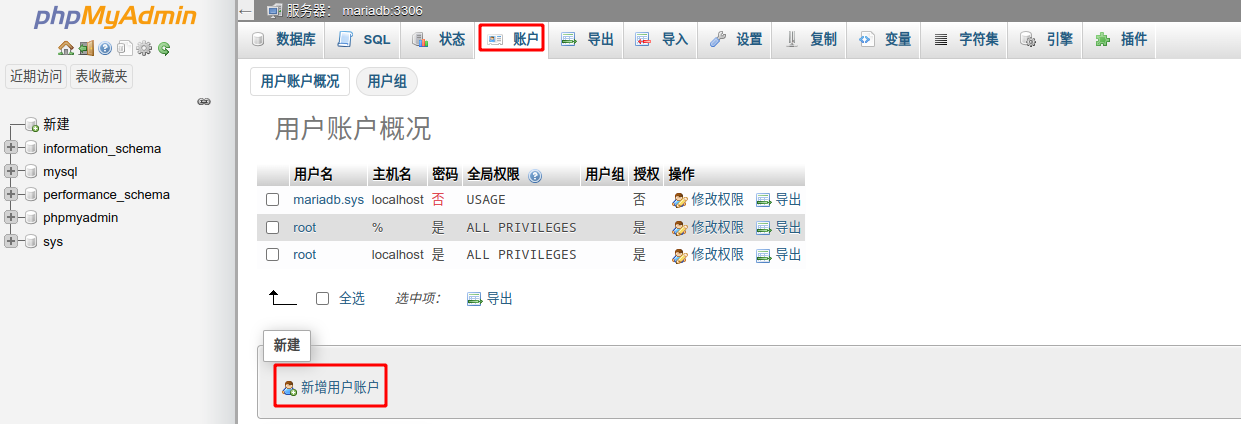 phpMyAdmin
近期访问 表收藏夹
新建
information_schema
mysql
performance_schema
phpmyadmin
sys
服务器： mariadb:3306
数据库 SQL 状态 账户 导出 导入 设置 复制 变量 字符集 引擎 插件
用户账户概况 用户组
用户账户概况
用户名 主机名 密码 全局权限 用户组 授权 操作
mariadb.sys localhost 否 USAGE 否 修改权限 导出
root % 是 ALL PRIVILEGES 是 修改权限 导出
root localhost 是 ALL PRIVILEGES 是 修改权限 导出
全选 选中项： 导出
新建
新增用户账户